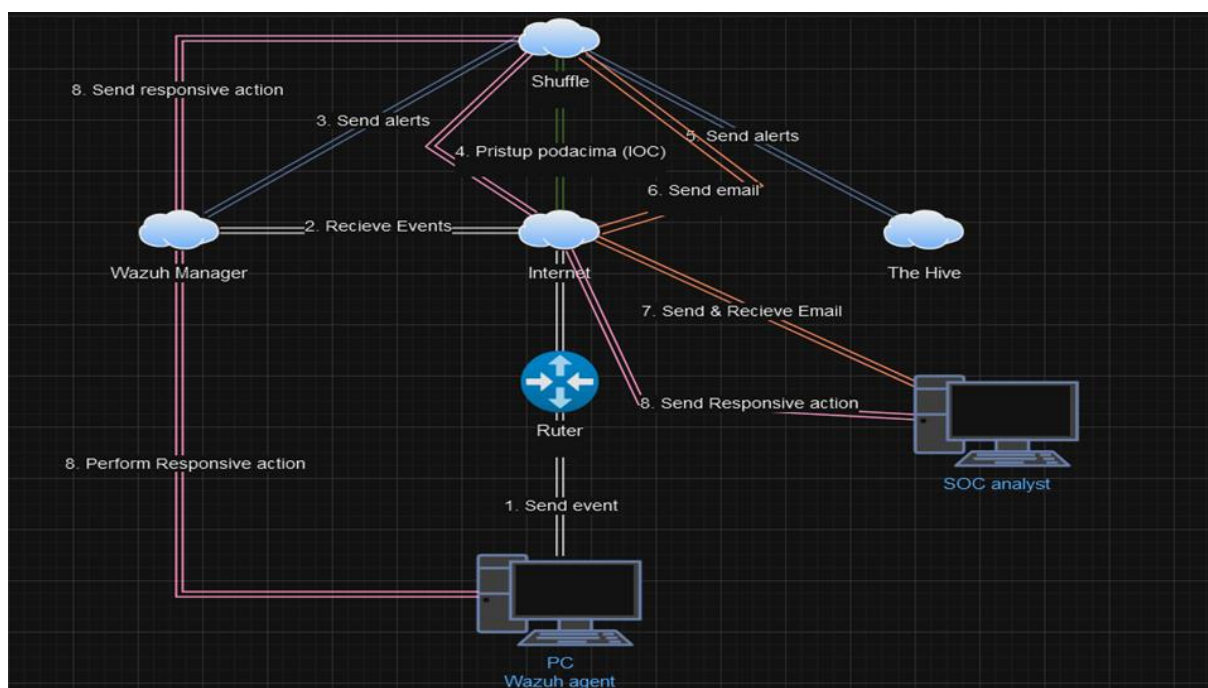 Shuffle
8. Send responsive action
3. Send alerts
5. Send alerts
4. Pristup podacima (IOC)
6. Send email
2. Recieve Events
Wazuh Manager
Internet
The Hive
7. Send & Recieve Email
8. Send Responsive action
Ruter
8. Perform Responsive action
SOC analyst
1. Send event
PC
Wazuh agent